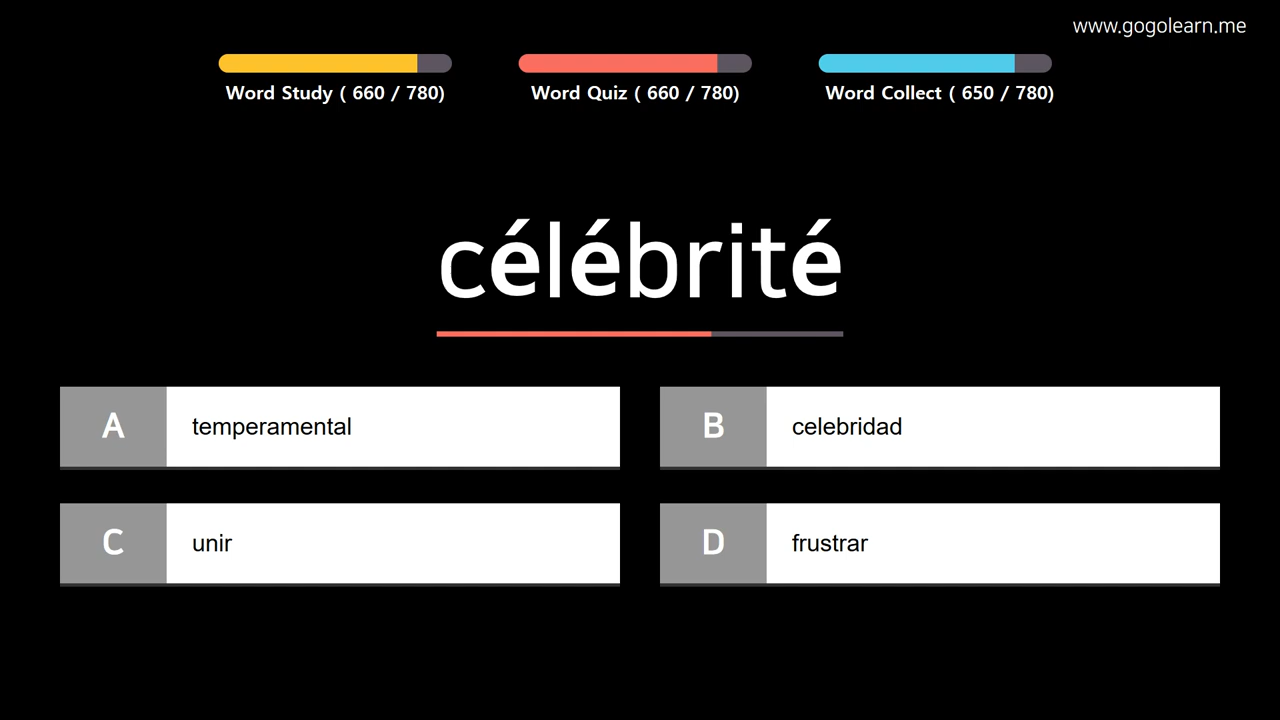 www.gogolearn.me
Word Study ( 660 / 780)
Word Quiz ( 660 / 780)
Word Collect ( 650 / 780)
célébrité
A temperamental
B celebridad
C unir
D frustrar